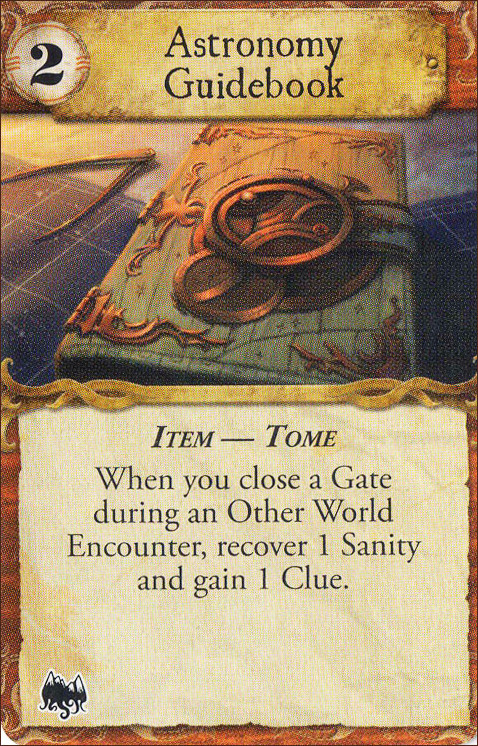 2
Astronomy
Guidebook
ITEM — TOME
When you close a Gate
during an Other World
Encounter, recover 1 Sanity
and gain 1 Clue.